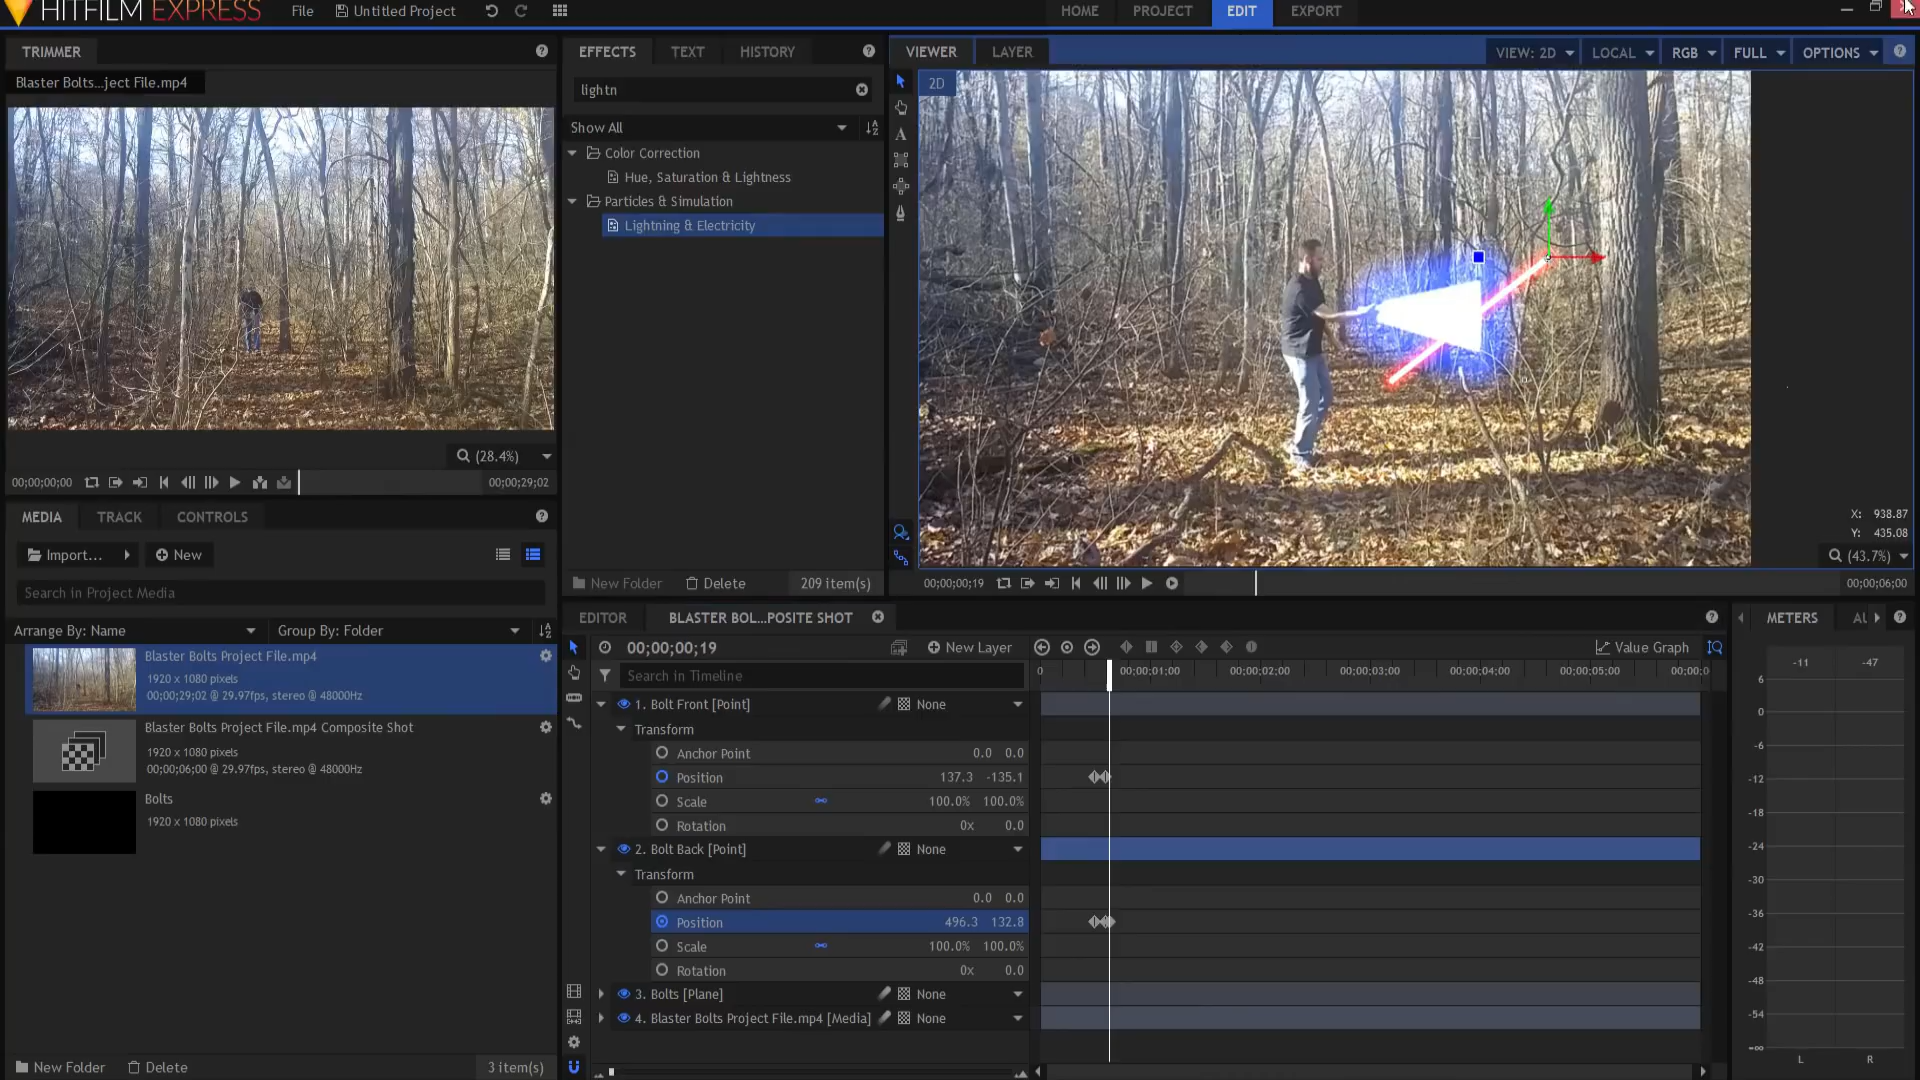 HITFILM EXPRESS
File
Untitled Project
HOME
PROJECT
EDIT
EXPORT
TRIMMER
Blaster Bolts...ject File.mp4
(28.4%)
00;00;00;00
00;00;29;02
EFFECTS
TEXT
HISTORY
lightn
Show All
Color Correction
Hue, Saturation & Lightness
Particles & Simulation
Lightning & Electricity
New Folder
Delete
209 item(s)
VIEWER
LAYER
VIEW: 2D
LOCAL
RGB
FULL
OPTIONS
2D
X: 938.87
Y: 435.08
(43.7%)
00;00;00;19
00;00;06;00
MEDIA
TRACK
CONTROLS
Import...
New
Search in Project Media
Arrange By: Name
Group By: Folder
Blaster Bolts Project File.mp4
1920 x 1080 pixels
00;00;29;02 @ 29.97fps, stereo @ 48000Hz
Blaster Bolts Project File.mp4 Composite Shot
1920 x 1080 pixels
00;00;06;00 @ 29.97fps, stereo @ 48000Hz
Bolts
1920 x 1080 pixels
New Folder
Delete
3 item(s)
EDITOR
BLASTER BOL...POSITE SHOT
00;00;00;19
New Layer
Value Graph
Search in Timeline
0
00;00;01;00
00;00;02;00
00;00;03;00
00;00;04;00
00;00;05;00
00;00;0
1. Bolt Front [Point]
None
Transform
Anchor Point
0.0 0.0
Position
137.3 -135.1
Scale
100.0% 100.0%
Rotation
0x 0.0
2. Bolt Back [Point]
None
Transform
Anchor Point
0.0 0.0
Position
496.3 132.8
Scale
100.0% 100.0%
Rotation
0x 0.0
3. Bolts [Plane]
None
4. Blaster Bolts Project File.mp4 [Media]
None
METERS
AU
-11
-47
6
0
-6
-12
-18
-24
-30
-36
-42
-48
-54
-∞
L
R